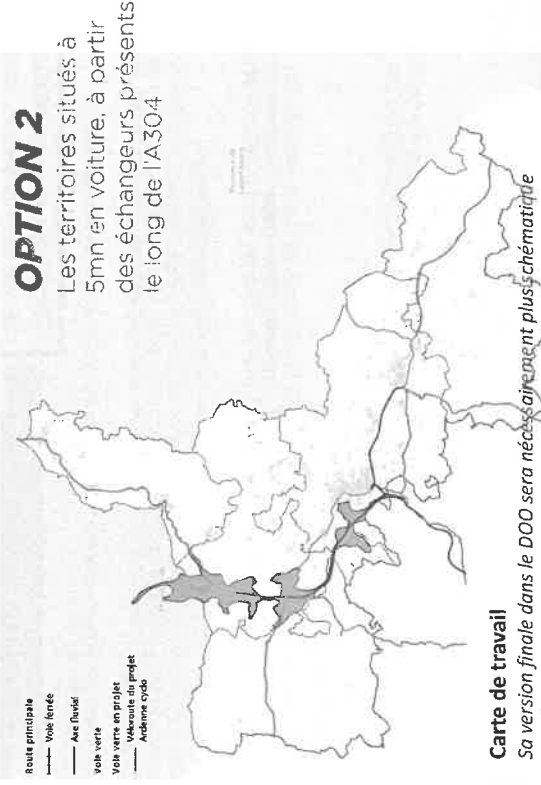 OPTION 2
Les territoires situés à
5mn en voiture, à partir
des échangeurs présents
le long de l'A304
Route principale
Voie ferrée
Axe fluvial
Voie verte
Voie verte en projet
Véloroute du projet
Ardenne cyclo
Carte de travail
Sa version finale dans le DOO sera nécessairement plus schématique